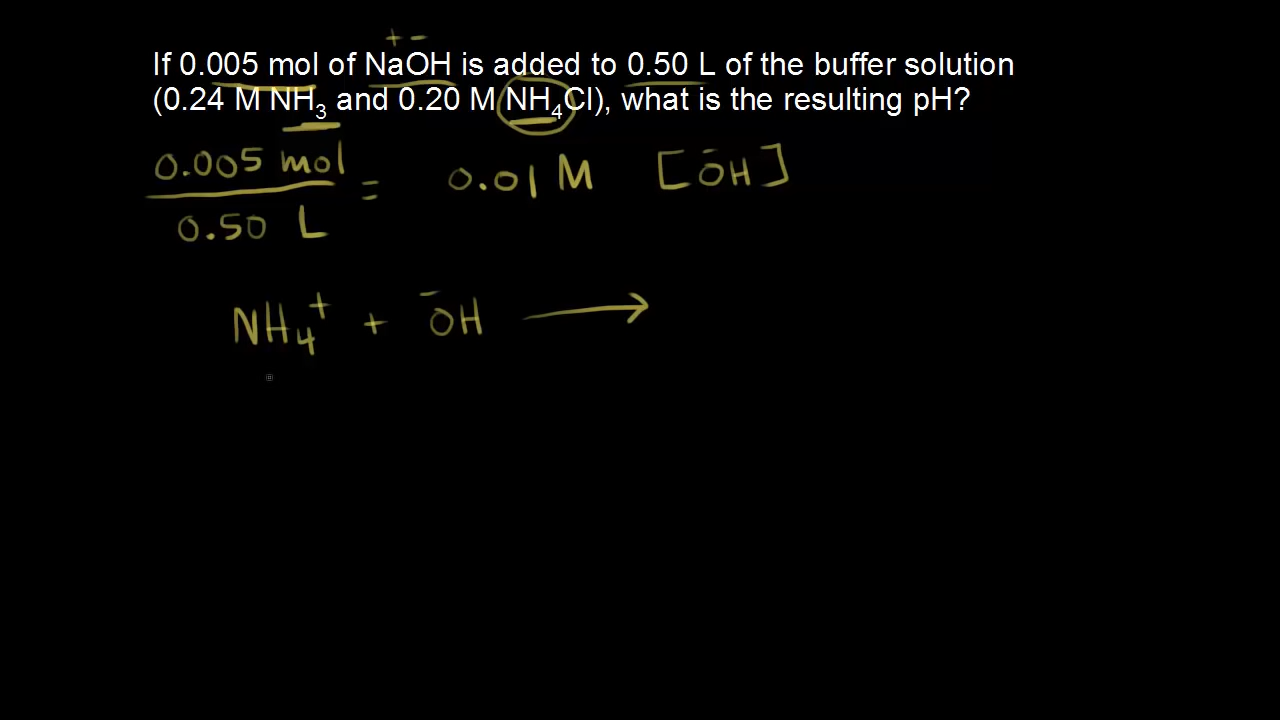 + -
If 0.005 mol of NaOH is added to 0.50 L of the buffer solution
(0.24 M NH₃ and 0.20 M NH₄Cl), what is the resulting pH?
0.005 mol
0.50 L
= 0.01 M [⁻OH]
NH₄⁺ + ⁻OH →